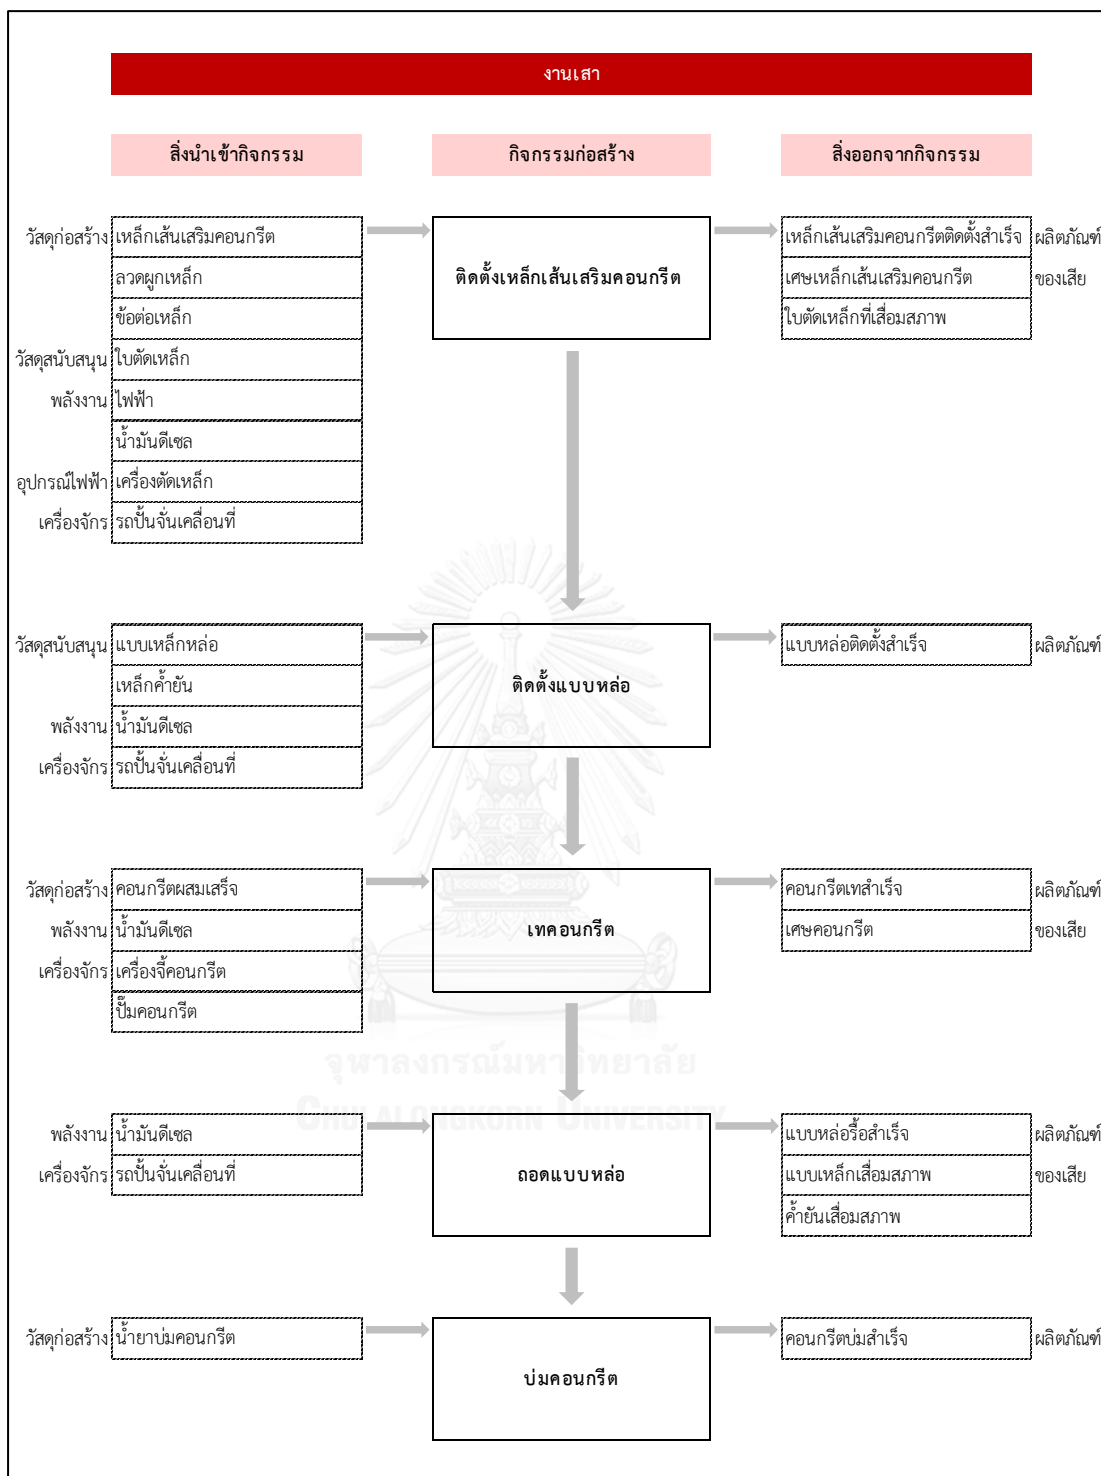 งานเสา
สิ่งนำเข้ากิจกรรม กิจกรรมก่อสร้าง สิ่งออกจากกิจกรรม
วัสดุก่อสร้าง เหล็กเส้นเสริมคอนกรีต ติดตั้งเหล็กเส้นเสริมคอนกรีต เหล็กเส้นเสริมคอนกรีตติดตั้งสำเร็จ ผลิตภัณฑ์
ลวดผูกเหล็ก เศษเหล็กเส้นเสริมคอนกรีต ของเสีย
ข้อต่อเหล็ก ใบตัดเหล็กที่เสื่อมสภาพ
วัสดุสนับสนุน ใบตัดเหล็ก
พลังงาน ไฟฟ้า
น้ำมันดีเซล
อุปกรณ์ไฟฟ้า เครื่องตัดเหล็ก
เครื่องจักร รถปั้นจั่นเคลื่อนที่
วัสดุสนับสนุน แบบเหล็กหล่อ ติดตั้งแบบหล่อ แบบหล่อติดตั้งสำเร็จ ผลิตภัณฑ์
เหล็กค้ำยัน
พลังงาน น้ำมันดีเซล
เครื่องจักร รถปั้นจั่นเคลื่อนที่
วัสดุก่อสร้าง คอนกรีตผสมเสร็จ เทคอนกรีต คอนกรีตเทสำเร็จ ผลิตภัณฑ์
พลังงาน น้ำมันดีเซล เศษคอนกรีต ของเสีย
เครื่องจักร เครื่องจี้คอนกรีต
ปั๊มคอนกรีต
จุฬาลงกรณ์มหาวิทยาลัย
CHULALONGKORN UNIVERSITY
พลังงาน น้ำมันดีเซล ถอดแบบหล่อ แบบหล่อรื้อสำเร็จ ผลิตภัณฑ์
เครื่องจักร รถปั้นจั่นเคลื่อนที่ แบบเหล็กเสื่อมสภาพ ของเสีย
ค้ำยันเสื่อมสภาพ
วัสดุก่อสร้าง น้ำยาบ่มคอนกรีต บ่มคอนกรีต คอนกรีตบ่มสำเร็จ ผลิตภัณฑ์